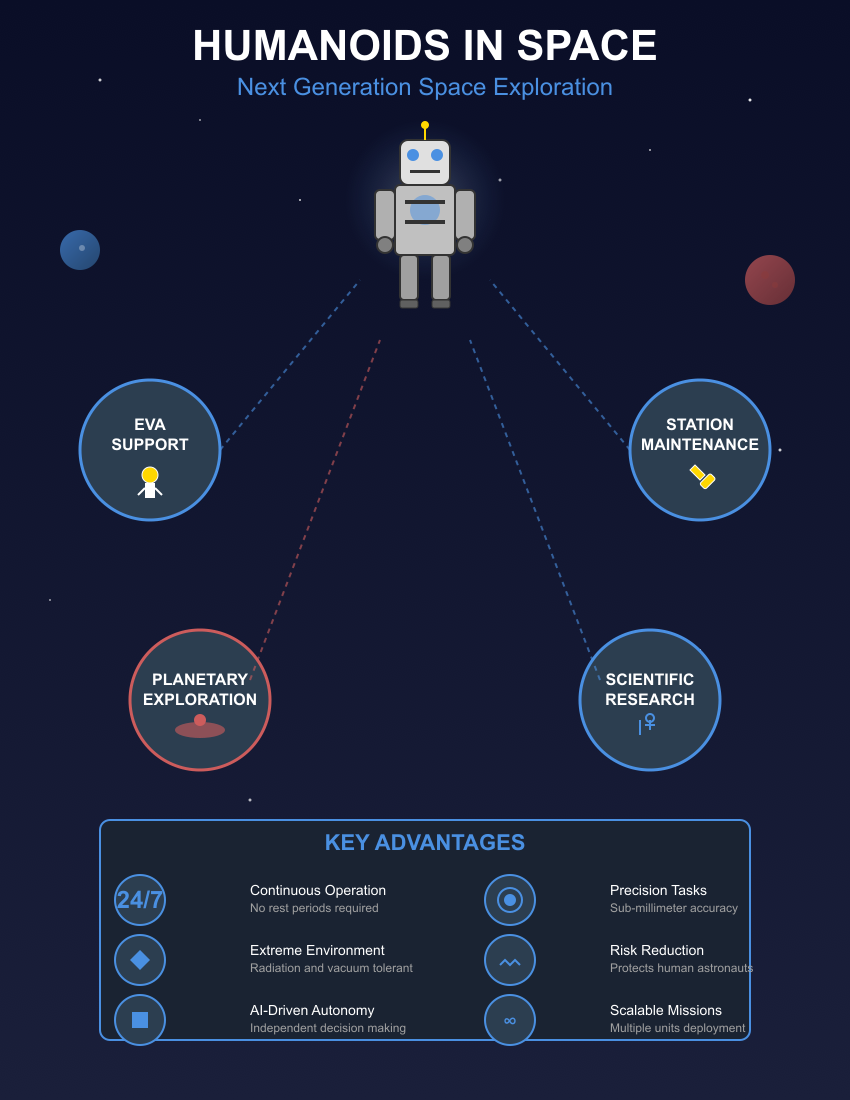 HUMANOIDS IN SPACE
Next Generation Space Exploration
EVA
SUPPORT
STATION
MAINTENANCE
PLANETARY
EXPLORATION
SCIENTIFIC
RESEARCH
KEY ADVANTAGES
24/7
Continuous Operation
No rest periods required
Precision Tasks
Sub-millimeter accuracy
Extreme Environment
Radiation and vacuum tolerant
Risk Reduction
Protects human astronauts
AI-Driven Autonomy
Independent decision making
∞
Scalable Missions
Multiple units deployment